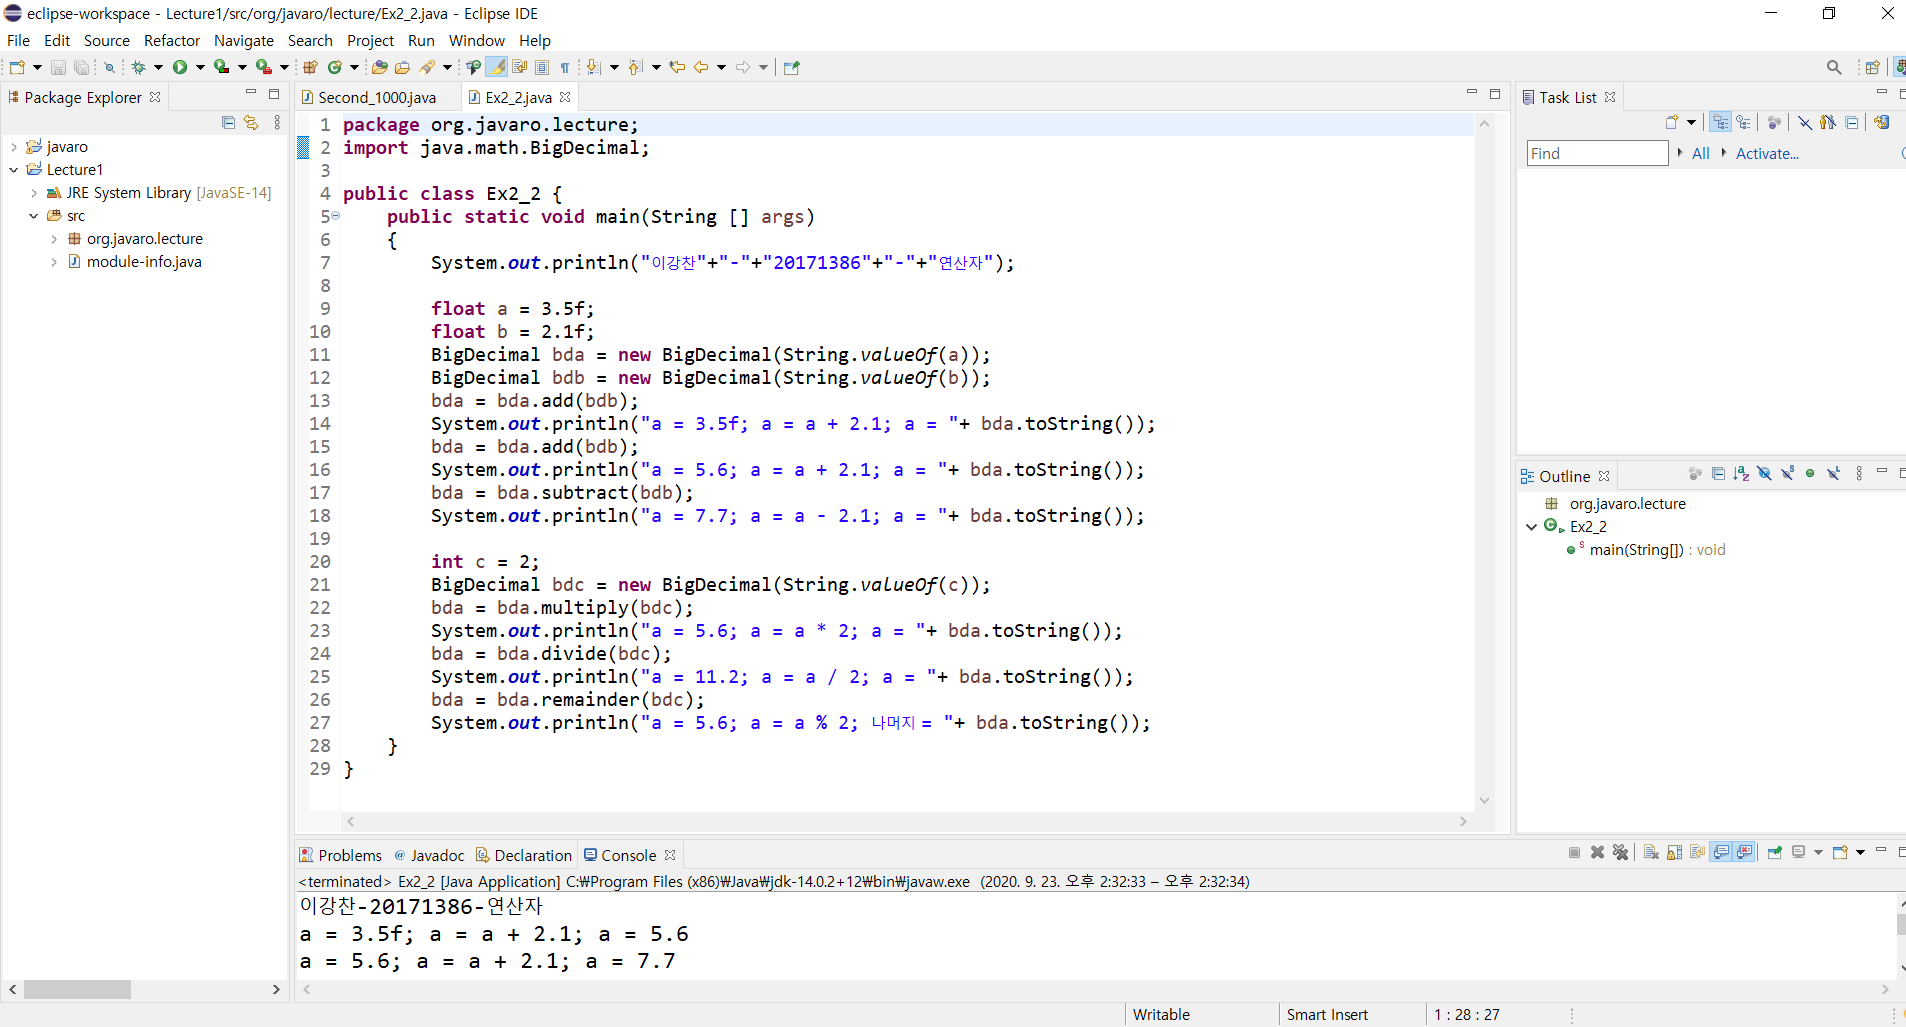 eclipse-workspace - Lecture1/src/org/javaro/lecture/Ex2_2.java - Eclipse IDE
File Edit Source Refactor Navigate Search Project Run Window Help
Package Explorer
javaro
Lecture1
JRE System Library [JavaSE-14]
src
org.javaro.lecture
module-info.java
Second_1000.java Ex2_2.java
1 package org.javaro.lecture;
2 import java.math.BigDecimal;
3
4 public class Ex2_2 {
5 public static void main(String [] args)
6 {
7 System.out.println("이강찬"+"-"+"20171386"+"-"+"연산자");
8
9 float a = 3.5f;
10 float b = 2.1f;
11 BigDecimal bda = new BigDecimal(String.valueOf(a));
12 BigDecimal bdb = new BigDecimal(String.valueOf(b));
13 bda = bda.add(bdb);
14 System.out.println("a = 3.5f; a = a + 2.1; a = "+ bda.toString());
15 bda = bda.add(bdb);
16 System.out.println("a = 5.6; a = a + 2.1; a = "+ bda.toString());
17 bda = bda.subtract(bdb);
18 System.out.println("a = 7.7; a = a - 2.1; a = "+ bda.toString());
19
20 int c = 2;
21 BigDecimal bdc = new BigDecimal(String.valueOf(c));
22 bda = bda.multiply(bdc);
23 System.out.println("a = 5.6; a = a * 2; a = "+ bda.toString());
24 bda = bda.divide(bdc);
25 System.out.println("a = 11.2; a = a / 2; a = "+ bda.toString());
26 bda = bda.remainder(bdc);
27 System.out.println("a = 5.6; a = a % 2; 나머지 = "+ bda.toString());
28 }
29 }
Task List
Find All Activate...
Outline
org.javaro.lecture
Ex2_2
main(String[]) : void
Problems @ Javadoc Declaration Console
<terminated> Ex2_2 [Java Application] C:₩Program Files (x86)₩Java₩jdk-14.0.2+12₩bin₩javaw.exe (2020. 9. 23. 오후 2:32:33 – 오후 2:32:34)
이강찬-20171386-연산자
a = 3.5f; a = a + 2.1; a = 5.6
a = 5.6; a = a + 2.1; a = 7.7
Writable Smart Insert 1 : 28 : 27